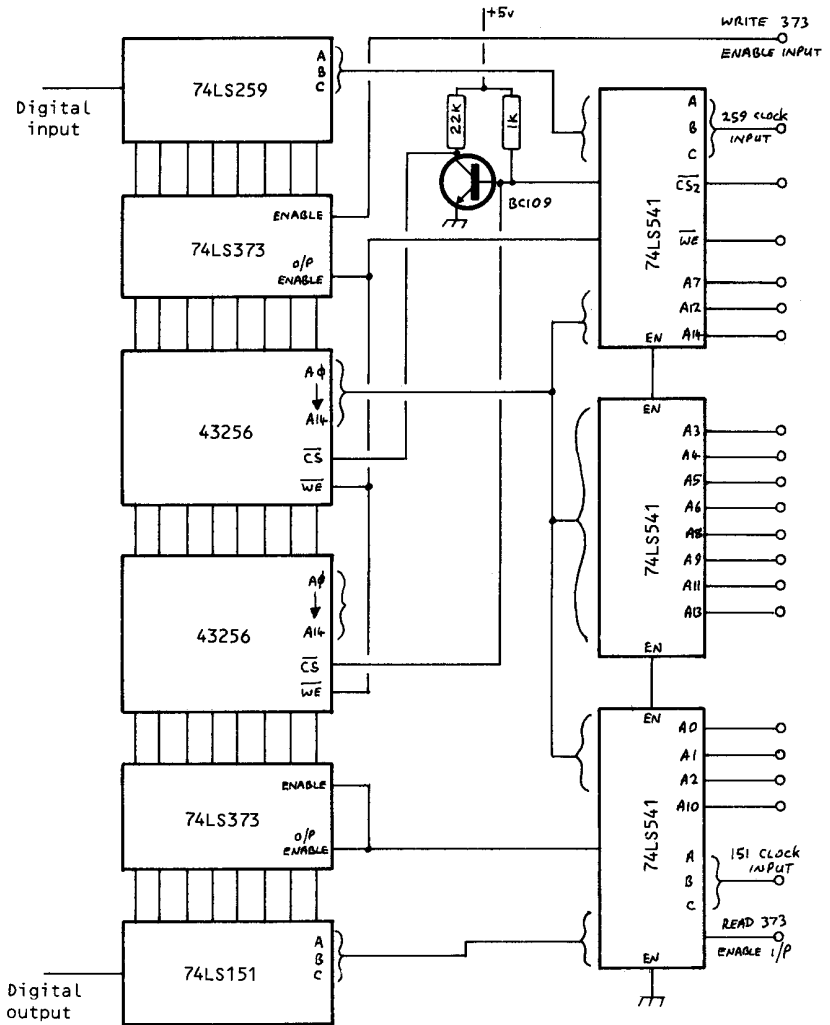 +5v
WRITE 373
ENABLE INPUT
74LS259
A
B
C
Digital
input
22K
1K
BC109
74LS541
A
B
C
259 CLOCK
INPUT
CS2
WE
A7
A12
A14
EN
74LS373
ENABLE
O/P
ENABLE
43256
AØ
A14
CS
WE
EN
74LS541
A3
A4
A5
A6
A8
A9
A11
A13
EN
43256
AØ
A14
CS
WE
EN
74LS541
A0
A1
A2
A10
A
B
C
151 CLOCK
INPUT
READ 373
ENABLE I/P
EN
74LS373
ENABLE
O/P
ENABLE
74LS151
A
B
C
Digital
output